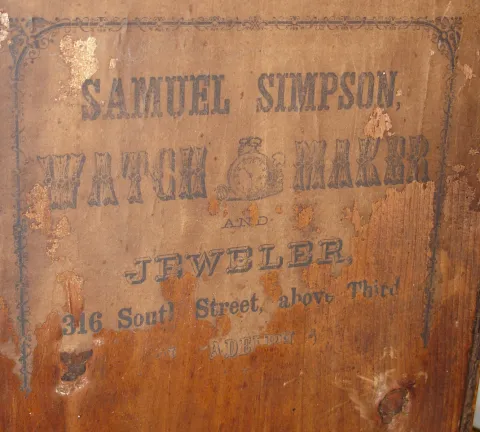 SAMUEL SIMPSON,
WATCH MAKER
AND
JEWELER,
316 South Street, above Third